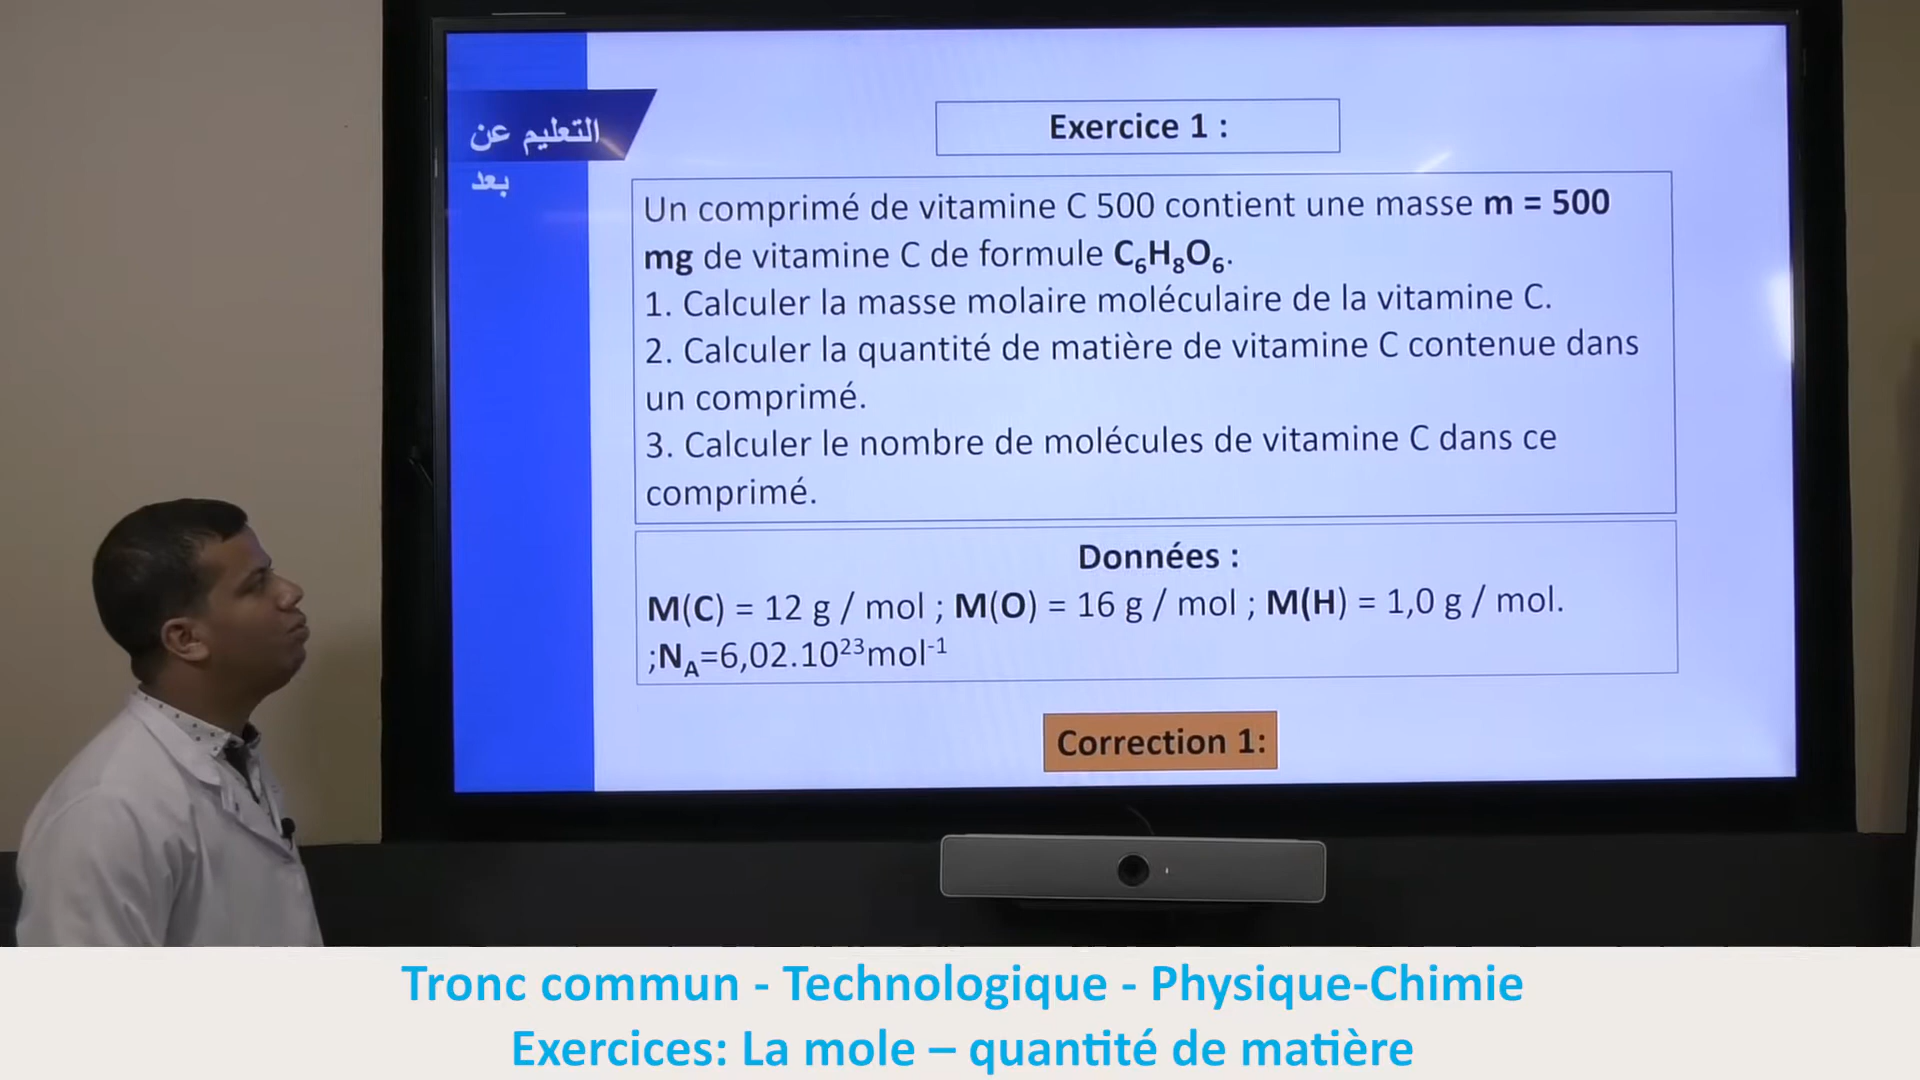 التعليم عن
بعد
Exercice 1 :
Un comprimé de vitamine C 500 contient une masse m = 500
mg de vitamine C de formule C₆H₈O₆.
1. Calculer la masse molaire moléculaire de la vitamine C.
2. Calculer la quantité de matière de vitamine C contenue dans
un comprimé.
3. Calculer le nombre de molécules de vitamine C dans ce
comprimé.
Données :
M(C) = 12 g / mol ; M(O) = 16 g / mol ; M(H) = 1,0 g / mol.
;N_A=6,02.10²³mol⁻¹
Correction 1:
Tronc commun - Technologique - Physique-Chimie
Exercices: La mole – quantité de matière